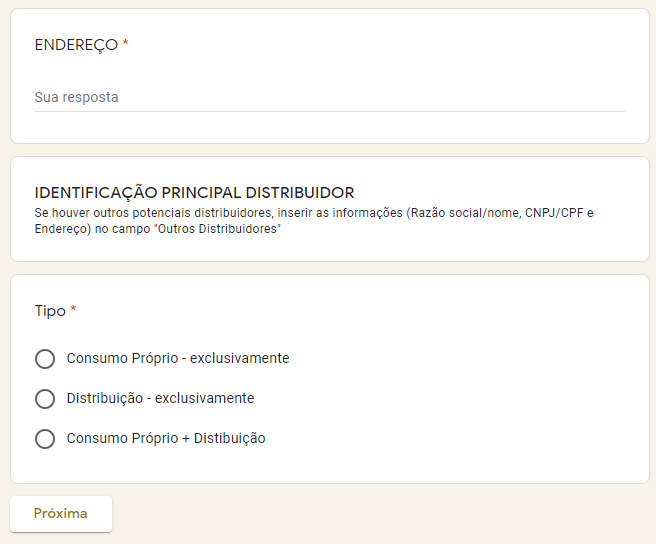 ENDEREÇO *
Sua resposta
IDENTIFICAÇÃO PRINCIPAL DISTRIBUIDOR
Se houver outros potenciais distribuidores, inserir as informações (Razão social/nome, CNPJ/CPF e
Endereço) no campo "Outros Distribuidores"
Tipo *
Consumo Próprio - exclusivamente
Distribuição - exclusivamente
Consumo Próprio + Distibuição
Próxima